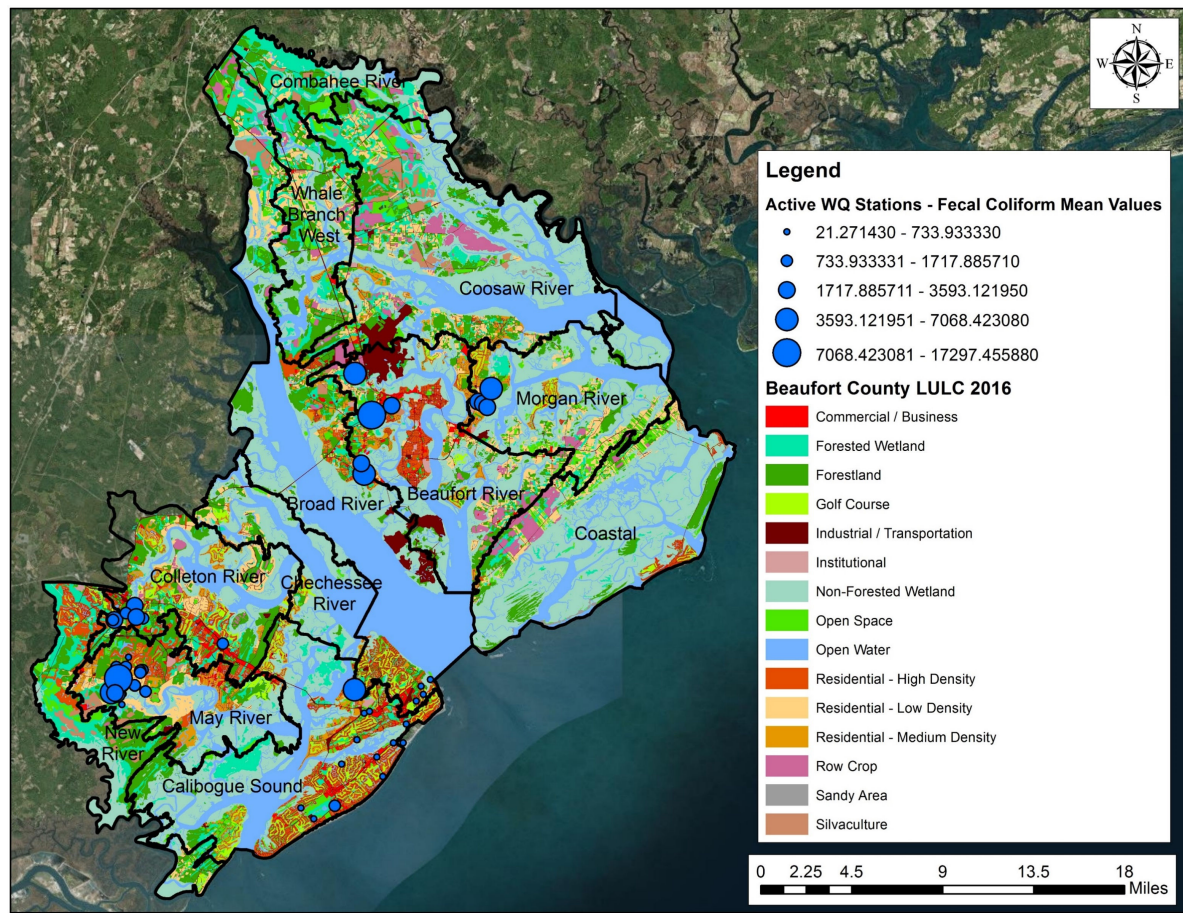 N
W E
S
Combahee River
Whale
Branch
West
Coosaw River
Morgan River
Broad River
Beaufort River
Coastal
Colleton River
Chechessee
River
May River
New
River
Calibogue Sound
Legend
Active WQ Stations - Fecal Coliform Mean Values
21.271430 - 733.933330
733.933331 - 1717.885710
1717.885711 - 3593.121950
3593.121951 - 7068.423080
7068.423081 - 17297.455880
Beaufort County LULC 2016
Commercial / Business
Forested Wetland
Forestland
Golf Course
Industrial / Transportation
Institutional
Non-Forested Wetland
Open Space
Open Water
Residential - High Density
Residential - Low Density
Residential - Medium Density
Row Crop
Sandy Area
Silvaculture
0 2.25 4.5 9 13.5 18
Miles